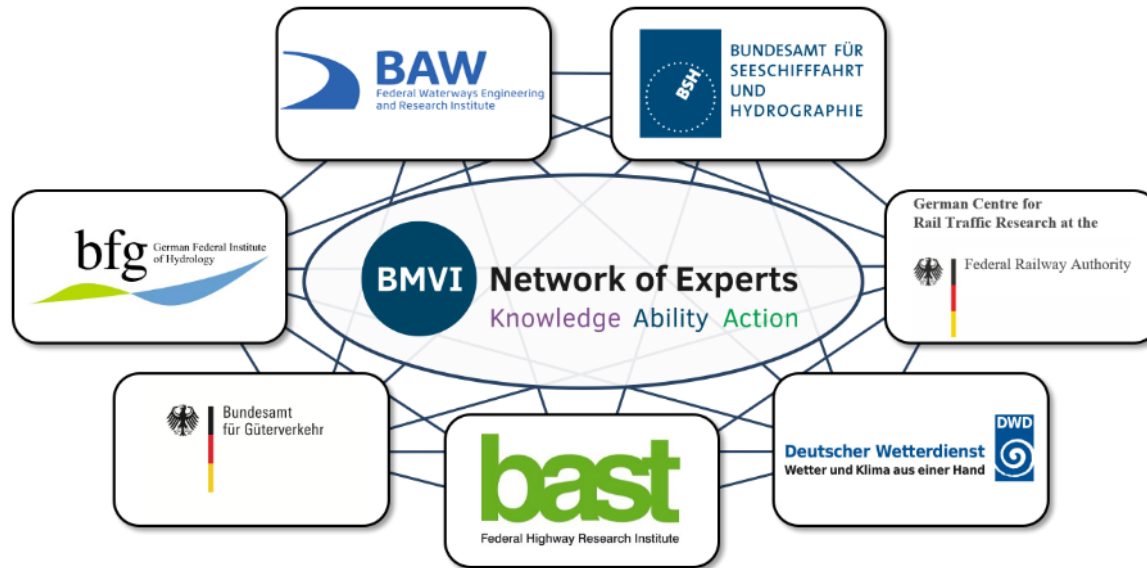 BAW
Federal Waterways Engineering
and Research Institute
BSH
BUNDESAMT FÜR
SEESCHIFFFAHRT
UND
HYDROGRAPHIE
bfg
German Federal Institute
of Hydrology
BMVI
Network of Experts
Knowledge Ability Action
German Centre for
Rail Traffic Research at the
Federal Railway Authority
Bundesamt
für Güterverkehr
bast
Federal Highway Research Institute
DWD
Deutscher Wetterdienst
Wetter und Klima aus einer Hand